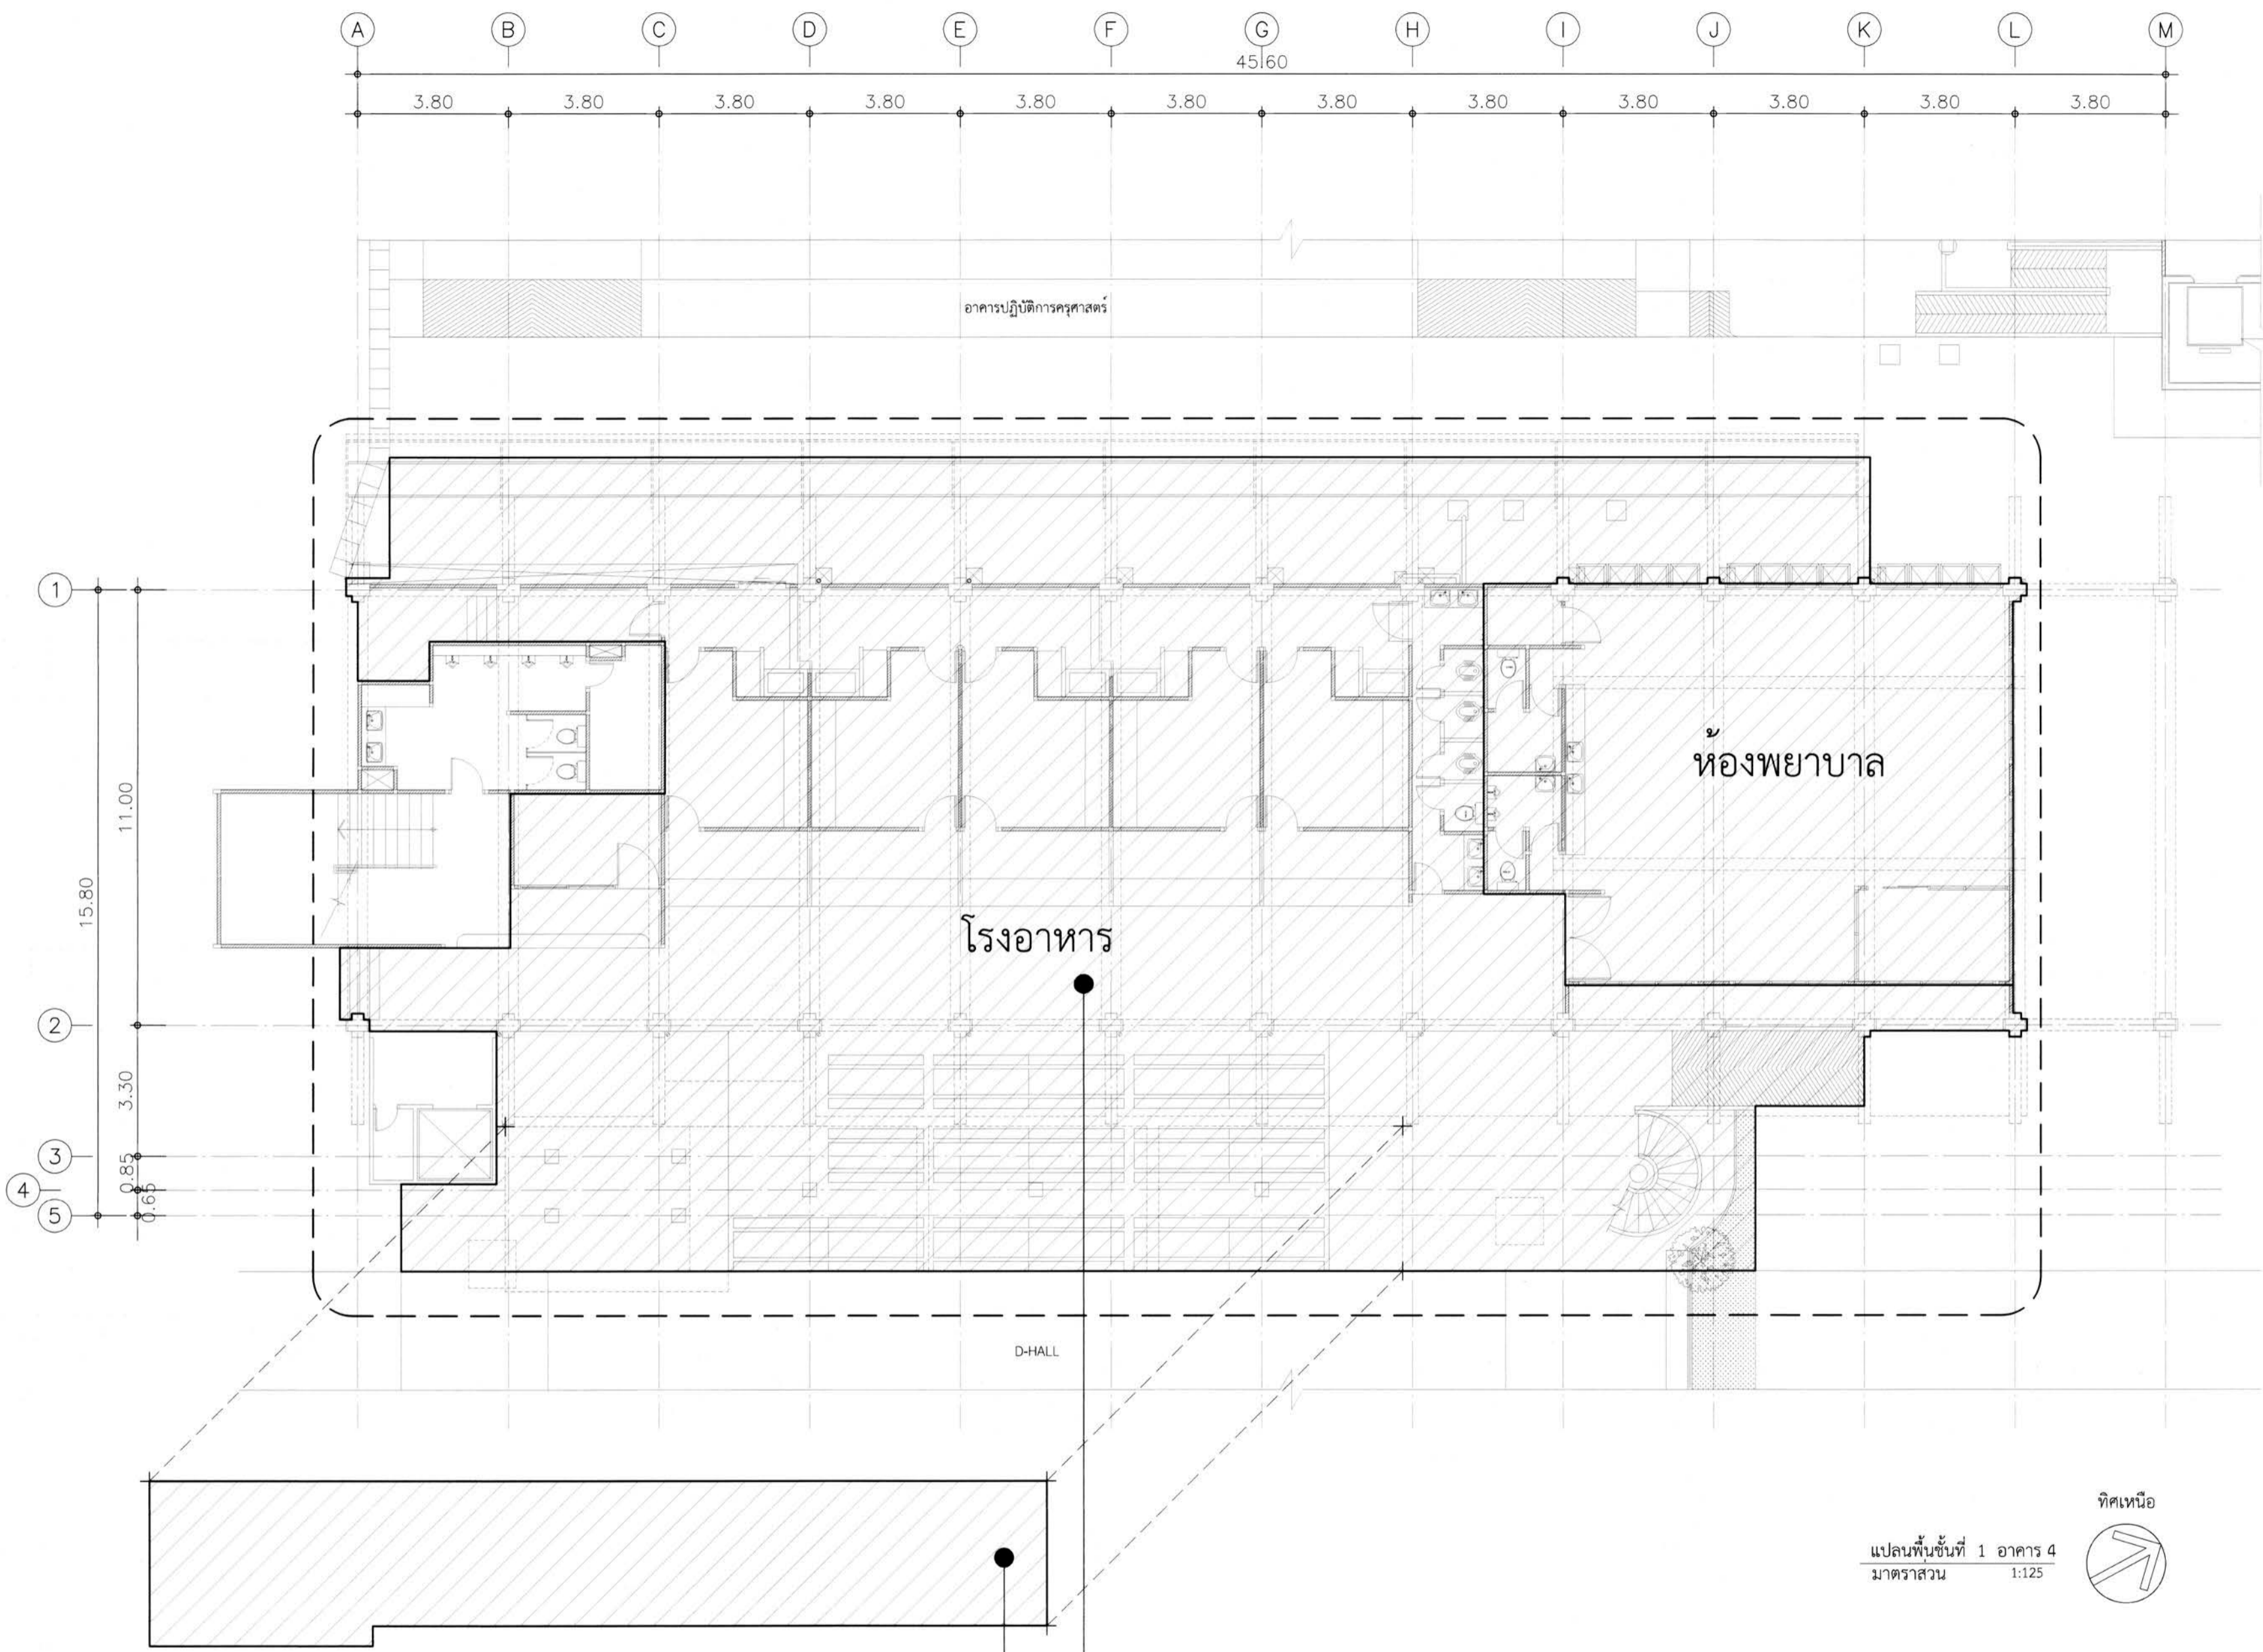 A B C D E F G H I J K L M
45.60
3.80 3.80 3.80 3.80 3.80 3.80 3.80 3.80 3.80 3.80 3.80 3.80
อาคารปฏิบัติการครุศาสตร์
1
ห้องพยาบาล
11.00
15.80
โรงอาหาร
2
3.30
3
0.85
4
0.65
5
D-HALL
ทิศเหนือ
แปลนพื้นชั้นที่ 1 อาคาร 4
มาตราส่วน 1:125